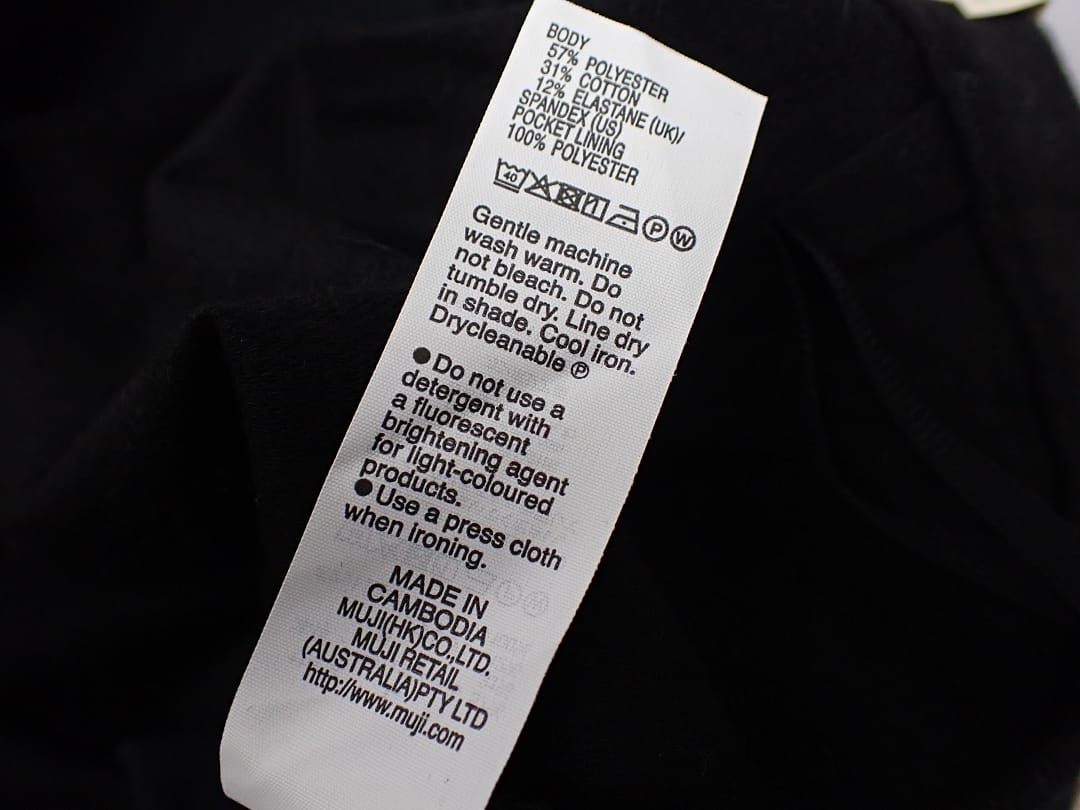 BODY
57% POLYESTER
31% COTTON
12% ELASTANE (UK)/
SPANDEX (US)
POCKET LINING
100% POLYESTER
40 P W
Gentle machine
wash warm. Do
not bleach. Do not
tumble dry. Line dry
in shade. Cool iron.
Drycleanable Ⓟ
●Do not use a
detergent with
a fluorescent
brightening agent
for light-coloured
products.
●Use a press cloth
when ironing.
MADE IN
CAMBODIA
MUJI(HK)CO.,LTD.
MUJI RETAIL
(AUSTRALIA)PTY LTD
http://www.muji.com